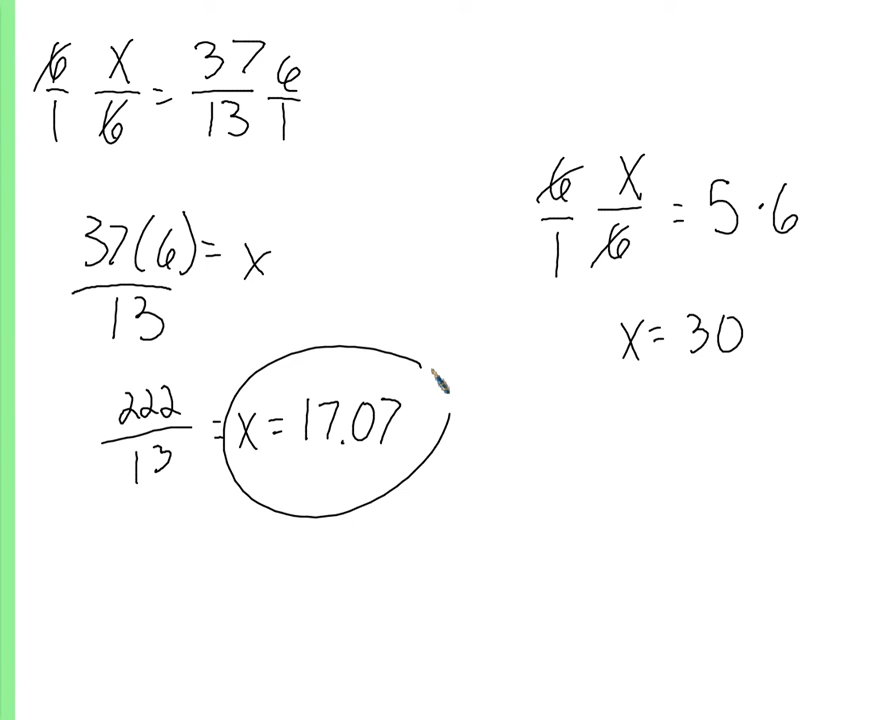 6/1 x/6 = 37/13 6/1
37(6)/13 = x
222/13 = x = 17.07
6/1 x/6 = 5·6
x = 30